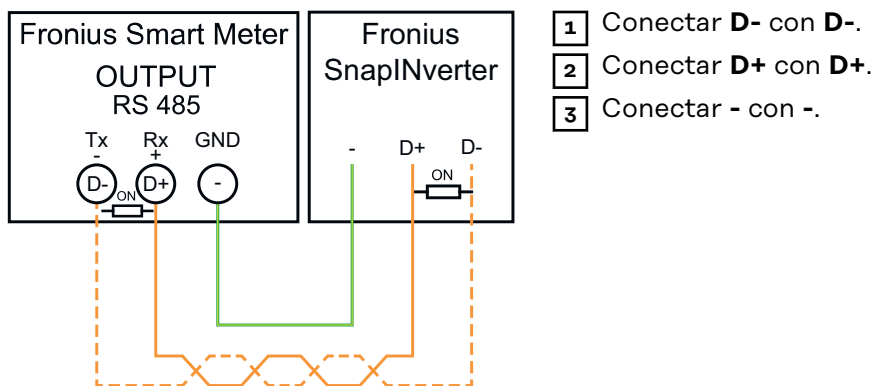 Fronius Smart Meter
OUTPUT
RS 485
Tx Rx GND
- +
D- D+ -
ON
Fronius
SnapINverter
- D+ D-
ON
1 Conectar D- con D-.
2 Conectar D+ con D+.
3 Conectar - con -.